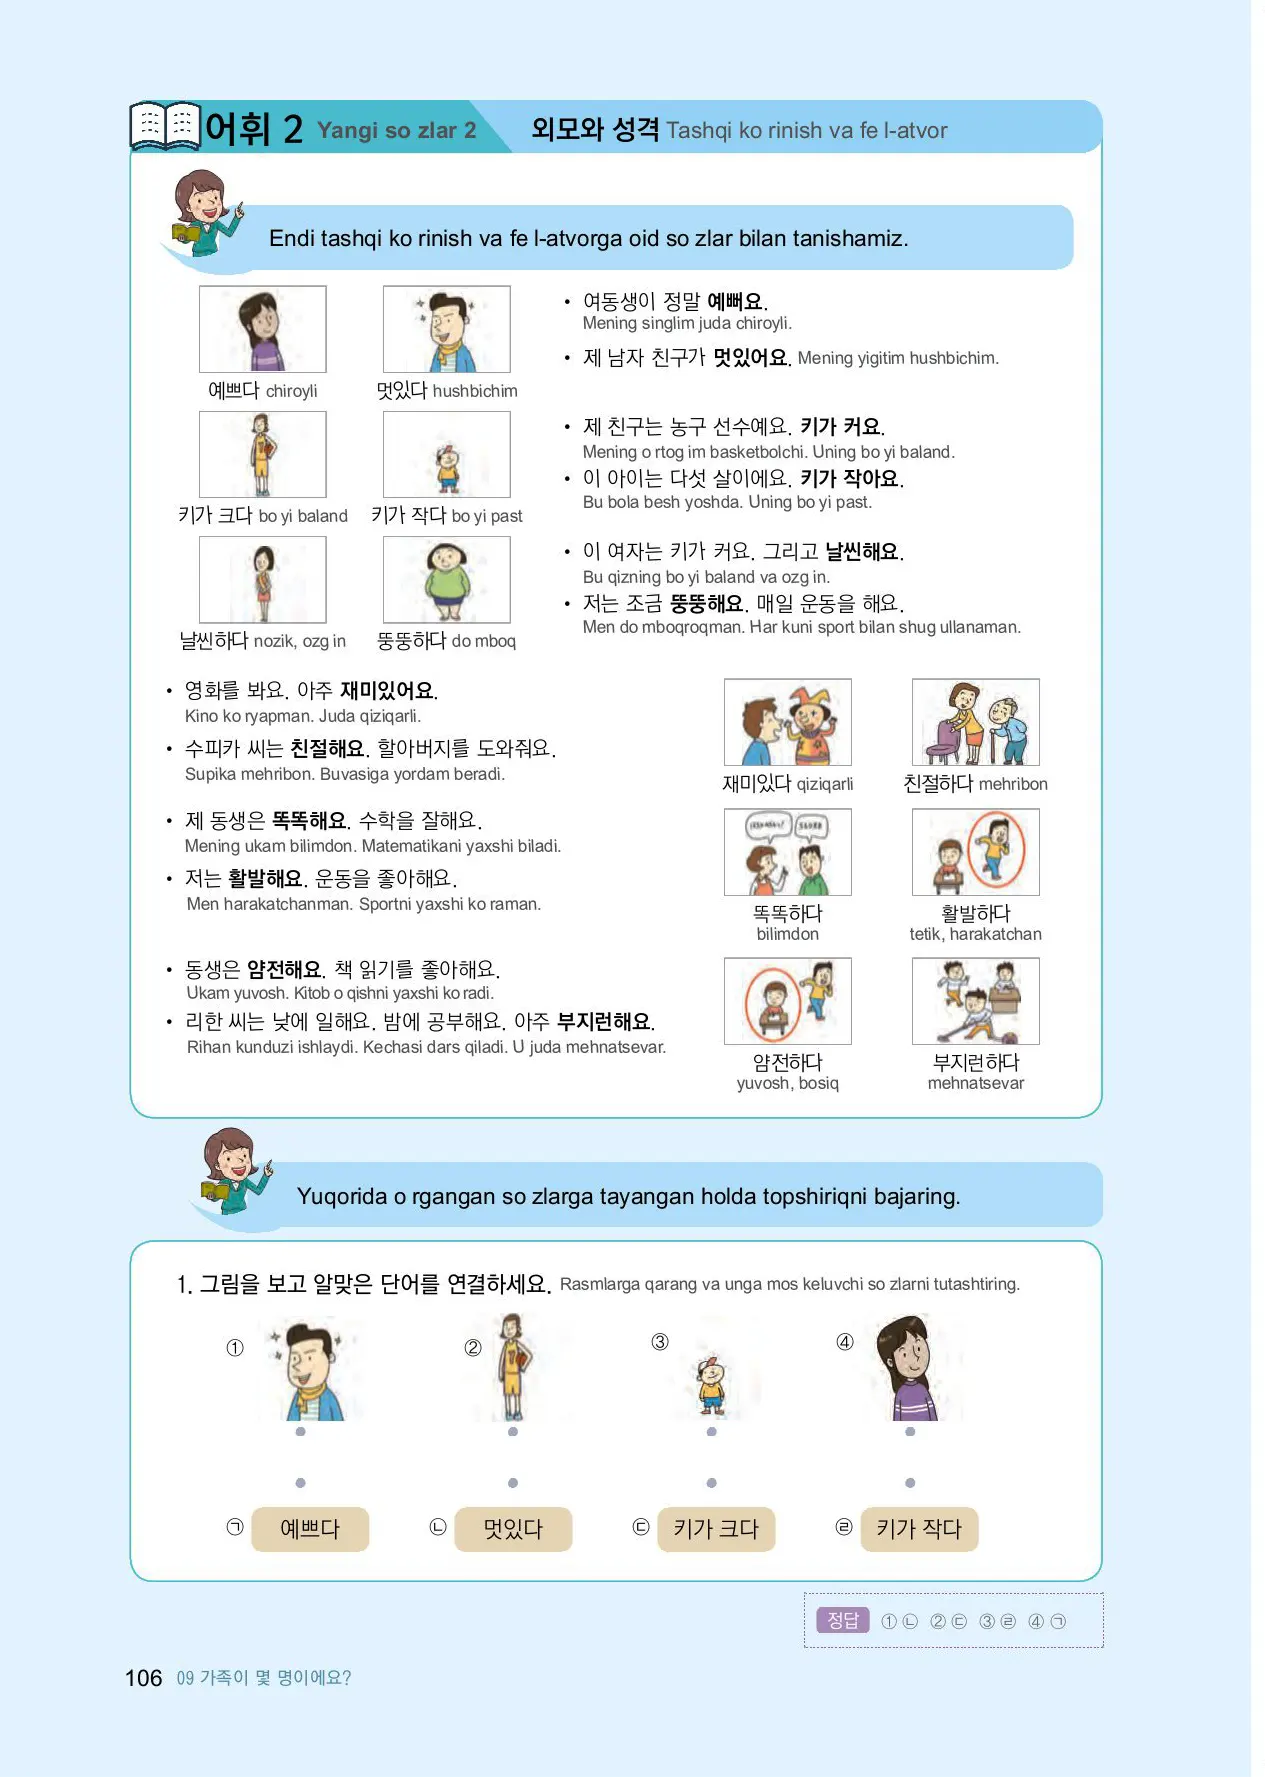 어휘 2 Yangi so zlar 2 외모와 성격 Tashqi ko rinish va fe l-atvor
Endi tashqi ko rinish va fe l-atvorga oid so zlar bilan tanishamiz.
예쁘다 chiroyli
멋있다 hushbichim
• 여동생이 정말 예뻐요.
Mening singlim juda chiroyli.
• 제 남자 친구가 멋있어요. Mening yigitim hushbichim.
키가 크다 bo yi baland
키가 작다 bo yi past
• 제 친구는 농구 선수예요. 키가 커요.
Mening o rtog im basketbolchi. Uning bo yi baland.
• 이 아이는 다섯 살이에요. 키가 작아요.
Bu bola besh yoshda. Uning bo yi past.
날씬하다 nozik, ozg in
뚱뚱하다 do mboq
• 이 여자는 키가 커요. 그리고 날씬해요.
Bu qizning bo yi baland va ozg in.
• 저는 조금 뚱뚱해요. 매일 운동을 해요.
Men do mboqroqman. Har kuni sport bilan shug ullanaman.
• 영화를 봐요. 아주 재미있어요.
Kino ko ryapman. Juda qiziqarli.
• 수피카 씨는 친절해요. 할아버지를 도와줘요.
Supika mehribon. Buvasiga yordam beradi.
재미있다 qiziqarli
친절하다 mehribon
• 제 동생은 똑똑해요. 수학을 잘해요.
Mening ukam bilimdon. Matematikani yaxshi biladi.
• 저는 활발해요. 운동을 좋아해요.
Men harakatchanman. Sportni yaxshi ko raman.
똑똑하다
bilimdon
활발하다
tetik, harakatchan
• 동생은 얌전해요. 책 읽기를 좋아해요.
Ukam yuvosh. Kitob o qishni yaxshi ko radi.
• 리한 씨는 낮에 일해요. 밤에 공부해요. 아주 부지런해요.
Rihan kunduzi ishlaydi. Kechasi dars qiladi. U juda mehnatsevar.
얌전하다
yuvosh, bosiq
부지런하다
mehnatsevar
Yuqorida o rgangan so zlarga tayangan holda topshiriqni bajaring.
1. 그림을 보고 알맞은 단어를 연결하세요. Rasmlarga qarang va unga mos keluvchi so zlarni tutashtiring.
① ② ③ ④
㉠ 예쁘다 ㉡ 멋있다 ㉢ 키가 크다 ㉣ 키가 작다
정답 ①㉡ ②㉢ ③㉣ ④㉠
106 09 가족이 몇 명이에요?